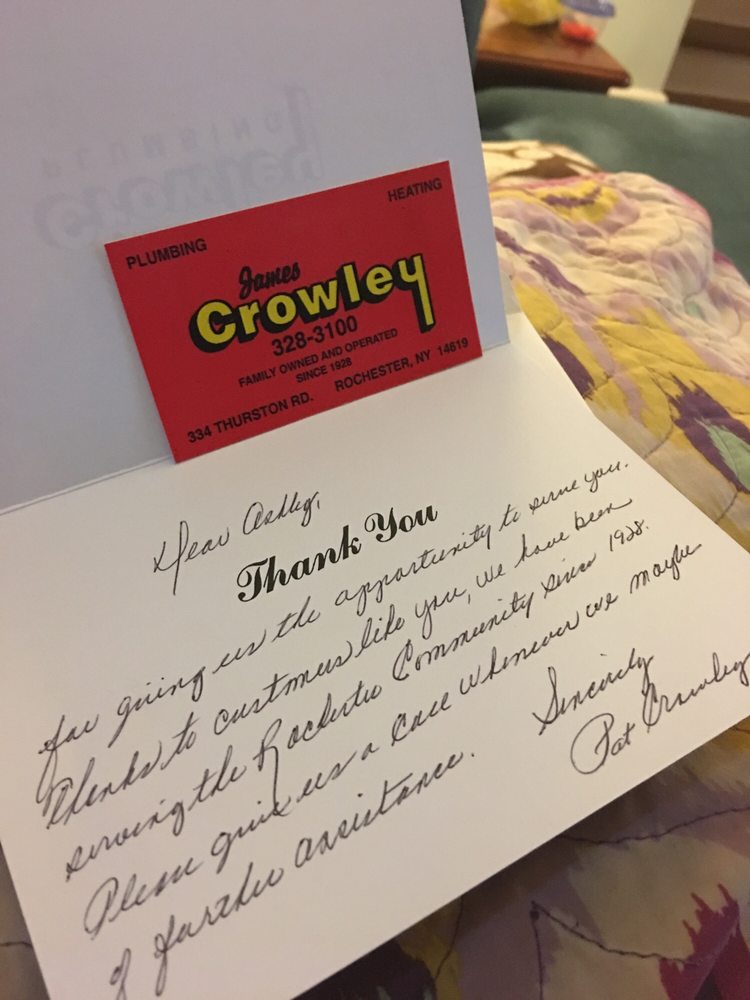 PLUMBING HEATING
James
Crowley
328-3100
FAMILY OWNED AND OPERATED
SINCE 1928
334 THURSTON RD. ROCHESTER, NY 14619
Dear Ashley,
Thank You
for giving us the opportunity to serve you.
Thanks to customers like you, we have been
serving the Rochester Community since 1928.
Please give us a call whenever we maybe
of further assistance.
Sincerely
Pat Crowley